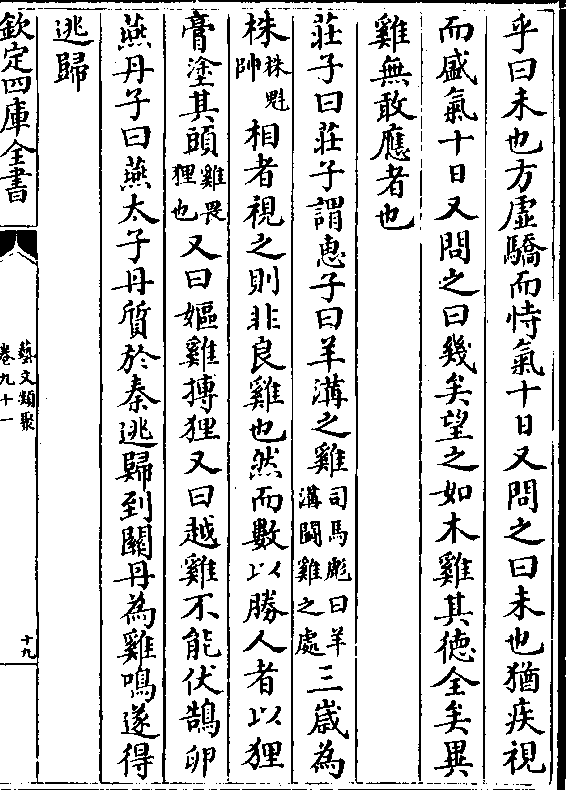 乎曰未也方虛驕而恃氣十日又問之曰未也猶疾視
而盛氣十日又問之曰幾矣望之如木雞其德全矣異
雞無敢應者也
莊子曰莊子謂惠子曰羊溝之雞司馬彪曰羊溝鬭雞之處三歲為
株株魁帥相者視之則非良雞也然而數以勝人者以狸
膏塗其頭雞畏狸也又曰嫗雞搏狸又曰越雞不能伏鵠卵
燕丹子曰燕太子丹質於秦逃歸到關丹為雞鳴遂得
逃歸
欽定四庫全書
藝文類聚
卷九十一
十九